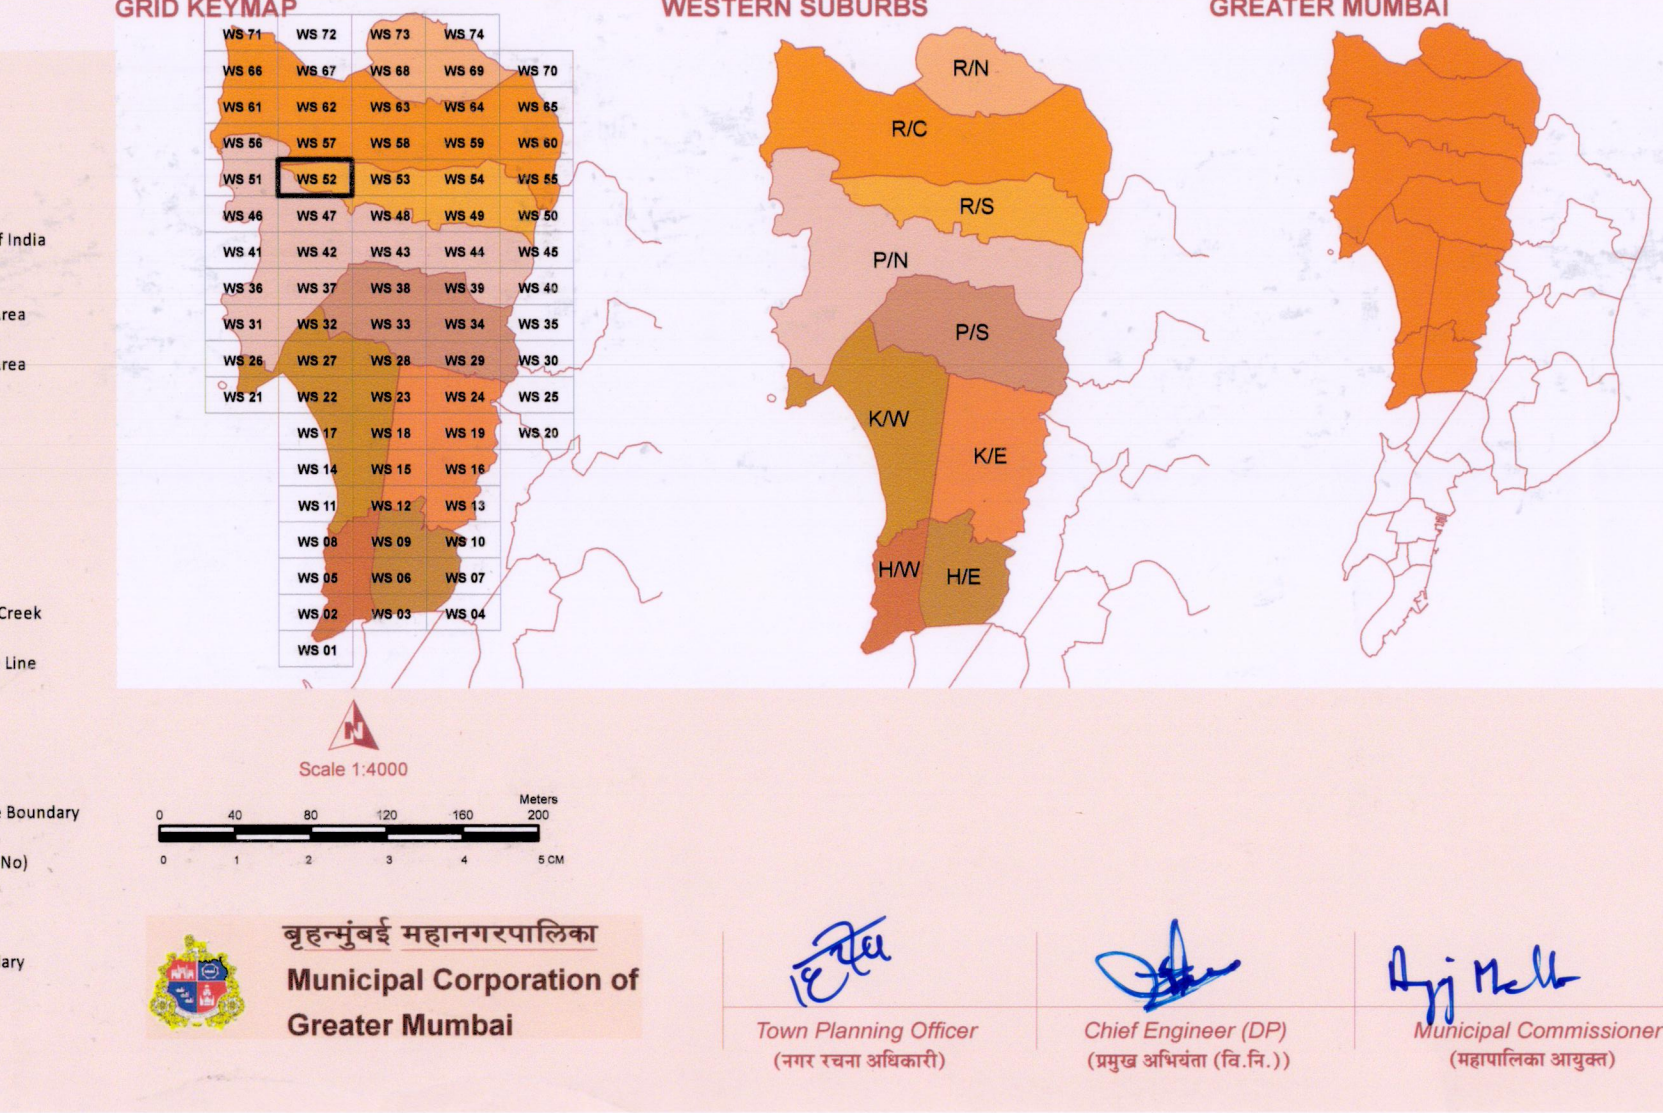 GRID KEYMAP
WESTERN SUBURBS
GREATER MUMBAI
WS 71 WS 72 WS 73 WS 74
WS 66 WS 67 WS 68 WS 69 WS 70
WS 61 WS 62 WS 63 WS 64 WS 65
WS 56 WS 57 WS 58 WS 59 WS 60
WS 51 WS 52 WS 53 WS 54 WS 55
WS 46 WS 47 WS 48 WS 49 WS 50
WS 41 WS 42 WS 43 WS 44 WS 45
WS 36 WS 37 WS 38 WS 39 WS 40
WS 31 WS 32 WS 33 WS 34 WS 35
WS 26 WS 27 WS 28 WS 29 WS 30
WS 21 WS 22 WS 23 WS 24 WS 25
WS 17 WS 18 WS 19 WS 20
WS 14 WS 15 WS 16
WS 11 WS 12 WS 13
WS 08 WS 09 WS 10
WS 05 WS 06 WS 07
WS 02 WS 03 WS 04
WS 01
R/N
R/C
R/S
P/N
P/S
K/W
K/E
H/W
H/E
f India
rea
rea
Creek
Line
Boundary
No)
ary
N
Scale 1:4000
Meters
0 40 80 120 160 200
0 1 2 3 4 5 CM
बृहन्मुंबई महानगरपालिका
Municipal Corporation of
Greater Mumbai
Town Planning Officer
(नगर रचना अधिकारी)
Chief Engineer (DP)
(प्रमुख अभियंता (वि.नि.))
Municipal Commissioner
(महापालिका आयुक्त)